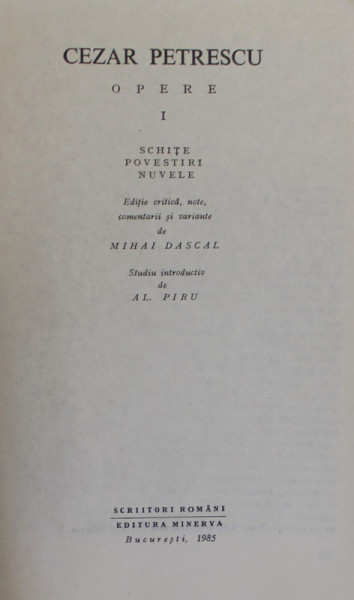 CEZAR PETRESCU
OPERE
I
SCHIȚE
POVESTIRI
NUVELE
Ediție critică, note,
comentarii și variante
de
MIHAI DASCAL
Studiu introductiv
de
AL. PIRU
SCRIITORI ROMÂNI
EDITURA MINERVA
București, 1985